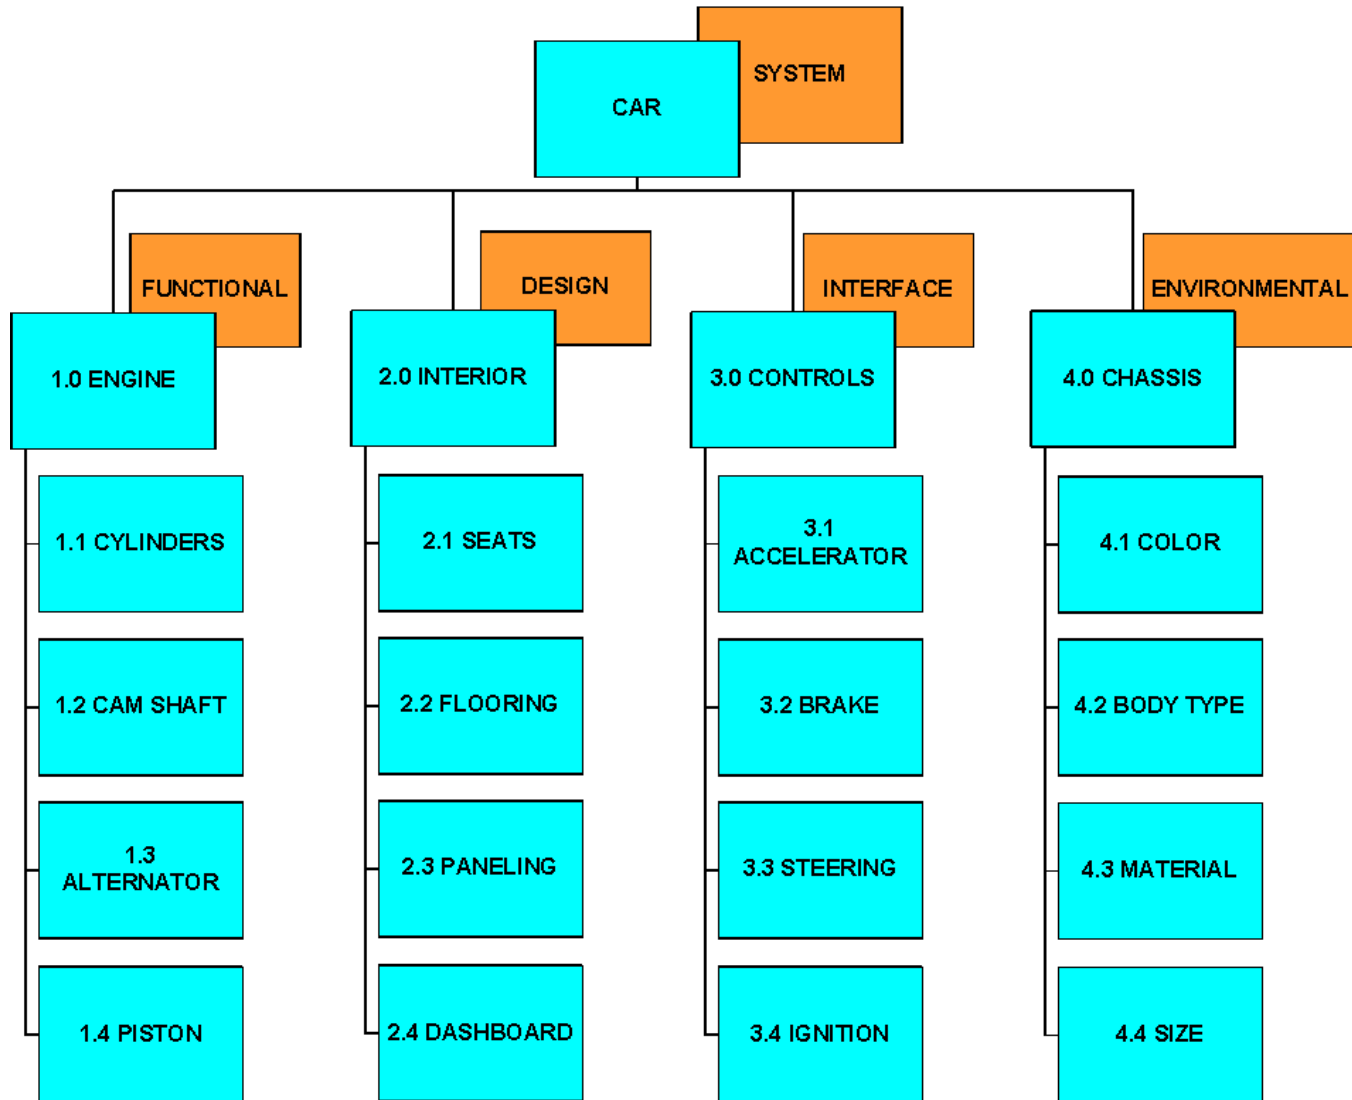 SYSTEM
CAR
FUNCTIONAL
DESIGN
INTERFACE
ENVIRONMENTAL
1.0 ENGINE
2.0 INTERIOR
3.0 CONTROLS
4.0 CHASSIS
1.1 CYLINDERS
2.1 SEATS
3.1
ACCELERATOR
4.1 COLOR
1.2 CAM SHAFT
2.2 FLOORING
3.2 BRAKE
4.2 BODY TYPE
1.3
ALTERNATOR
2.3 PANELING
3.3 STEERING
4.3 MATERIAL
1.4 PISTON
2.4 DASHBOARD
3.4 IGNITION
4.4 SIZE